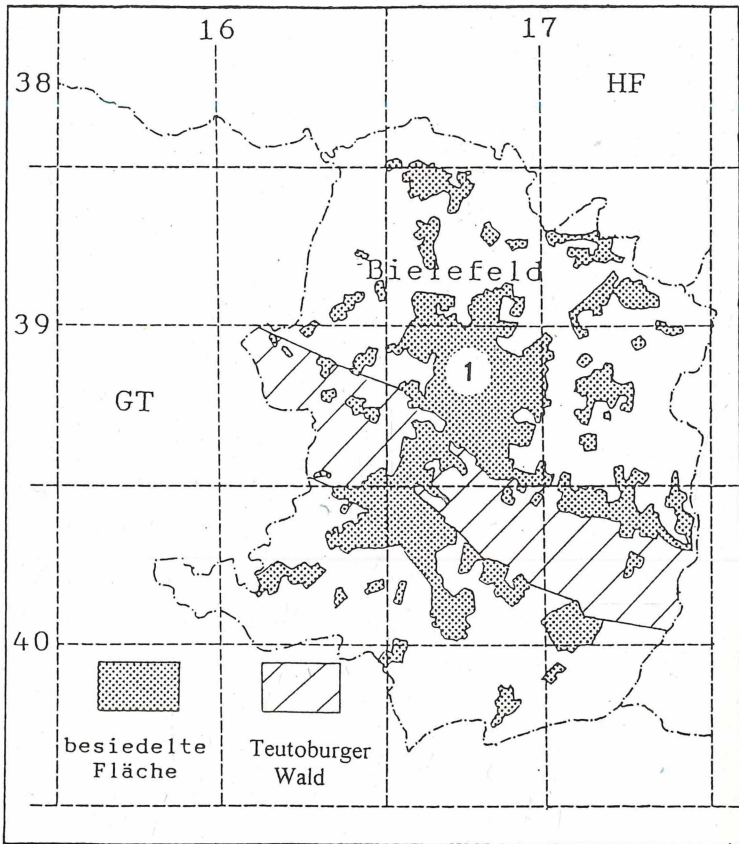 16 17
38
HF
Bielefeld
39
1
GT
40
besiedelte
Fläche
Teutoburger
Wald